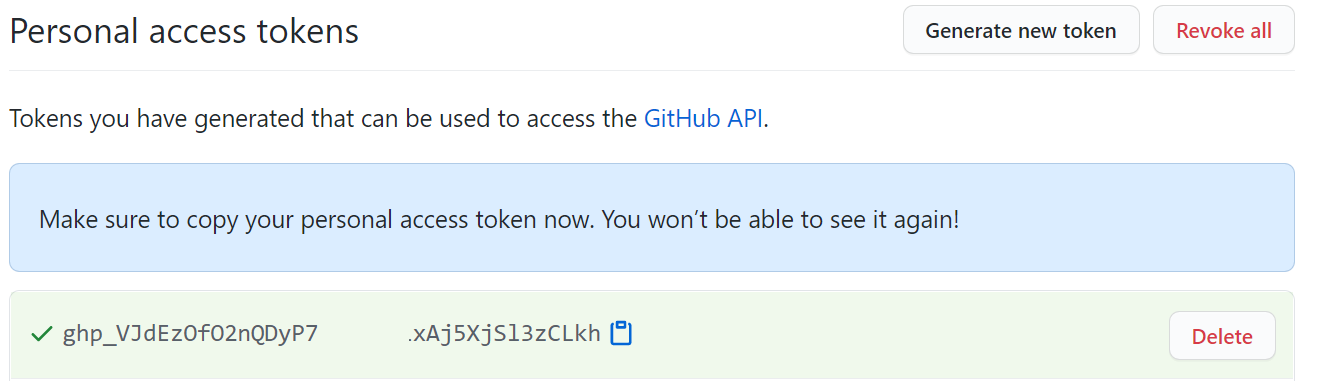 Personal access tokens
Generate new token
Revoke all
Tokens you have generated that can be used to access the GitHub API.
Make sure to copy your personal access token now. You won’t be able to see it again!
ghp_VJdEzOfO2nQDyP7 .xAj5XjSl3zCLkh
Delete